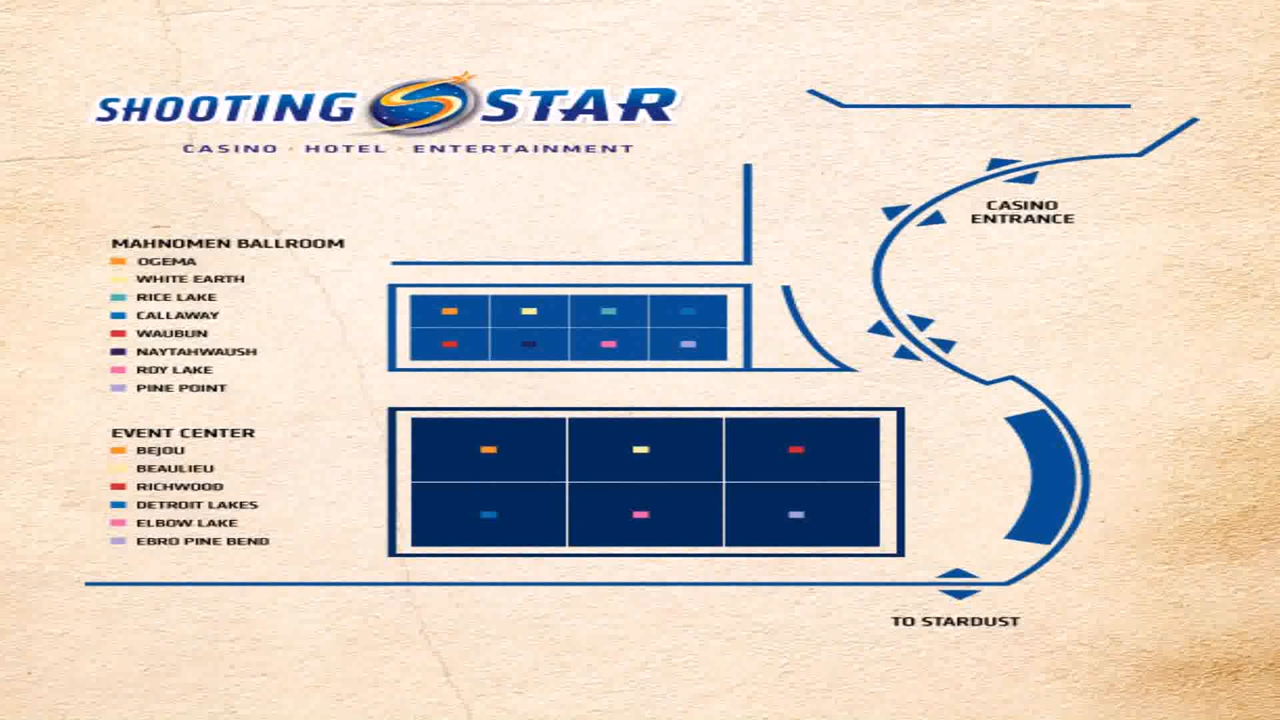 SHOOTING STAR
CASINO · HOTEL · ENTERTAINMENT
CASINO
ENTRANCE
MAHNOMEN BALLROOM
OGEMA
WHITE EARTH
RICE LAKE
CALLAWAY
WAUBUN
NAYTAHWAUSH
ROY LAKE
PINE POINT
EVENT CENTER
BEJOU
BEAULIEU
RICHWOOD
DETROIT LAKES
ELBOW LAKE
EBRO PINE BEND
TO STARDUST